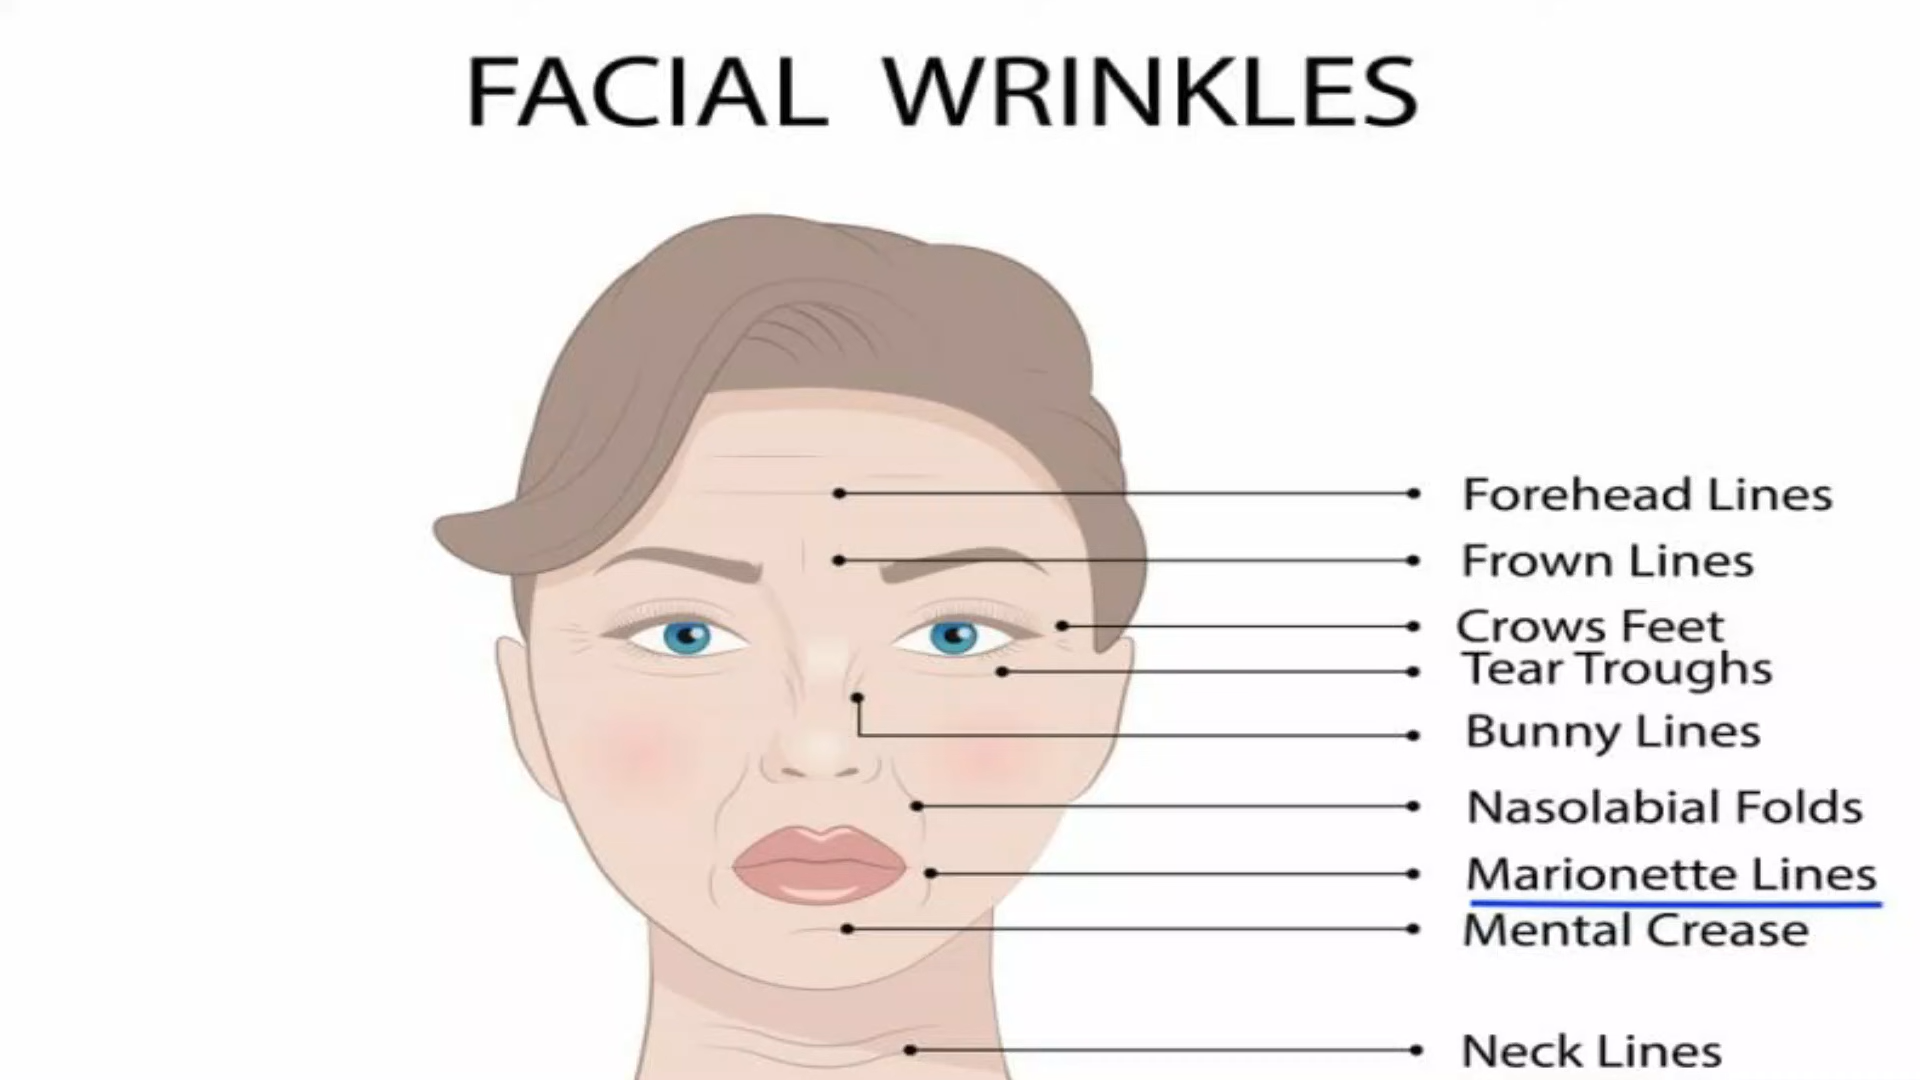 FACIAL WRINKLES
Forehead Lines
Frown Lines
Crows Feet
Tear Troughs
Bunny Lines
Nasolabial Folds
Marionette Lines
Mental Crease
Neck Lines